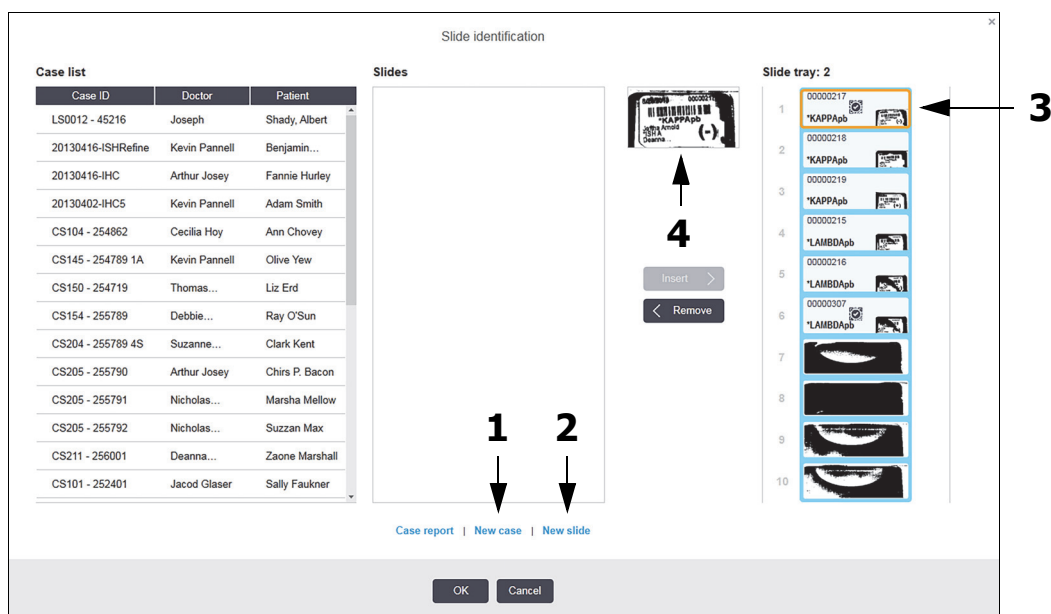 ×
Slide identification
Case list
Case ID Doctor Patient
LS0012 - 45216 Joseph Shady, Albert
20130416-ISHRefine Kevin Pannell Benjamin...
20130416-IHC Arthur Josey Fannie Hurley
20130402-IHC5 Kevin Pannell Adam Smith
CS104 - 254862 Cecilia Hoy Ann Chovey
CS145 - 254789 1A Kevin Pannell Olive Yew
CS150 - 254719 Thomas... Liz Erd
CS154 - 255789 Debbie... Ray O'Sun
CS204 - 255789 4S Suzanne... Clark Kent
CS205 - 255790 Arthur Josey Chirs P. Bacon
CS205 - 255791 Nicholas... Marsha Mellow
CS205 - 255792 Nicholas... Suzzan Max
CS211 - 256001 Deanna... Zaone Marshall
CS101 - 252401 Jacod Glaser Sally Faukner
Slides
*KAPPApb
Jeltha Arnold
*ISH A
Deanna...
(-)
4
Insert >
< Remove
Slide tray: 2
1 00000217
*KAPPApb
(-)
2 00000218
*KAPPApb
3 00000219
*KAPPApb
(-)
4 00000215
*LAMBDApb
5 00000216
*LAMBDApb
6 00000307
*LAMBDApb
7
8
9
10
3
1 2
Case report | New case | New slide
OK Cancel